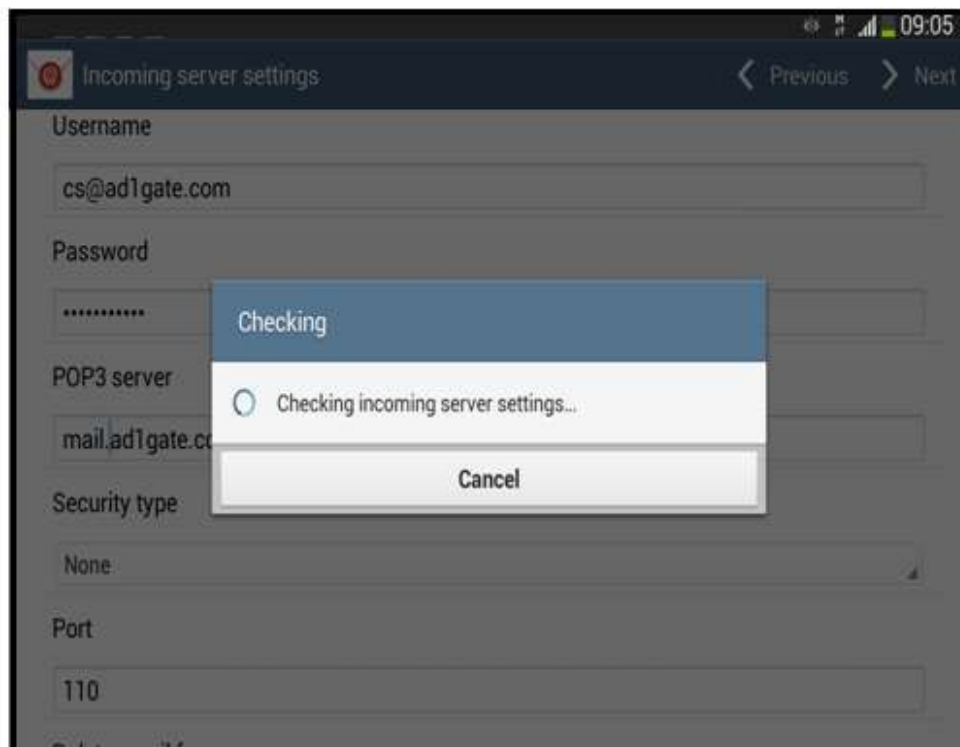 09:05
Incoming server settings
Previous
Next
Username
cs@ad1gate.com
Password
•••••••••••
Checking
POP3 server
Checking incoming server settings...
mail.ad1gate.co
Cancel
Security type
None
Port
110